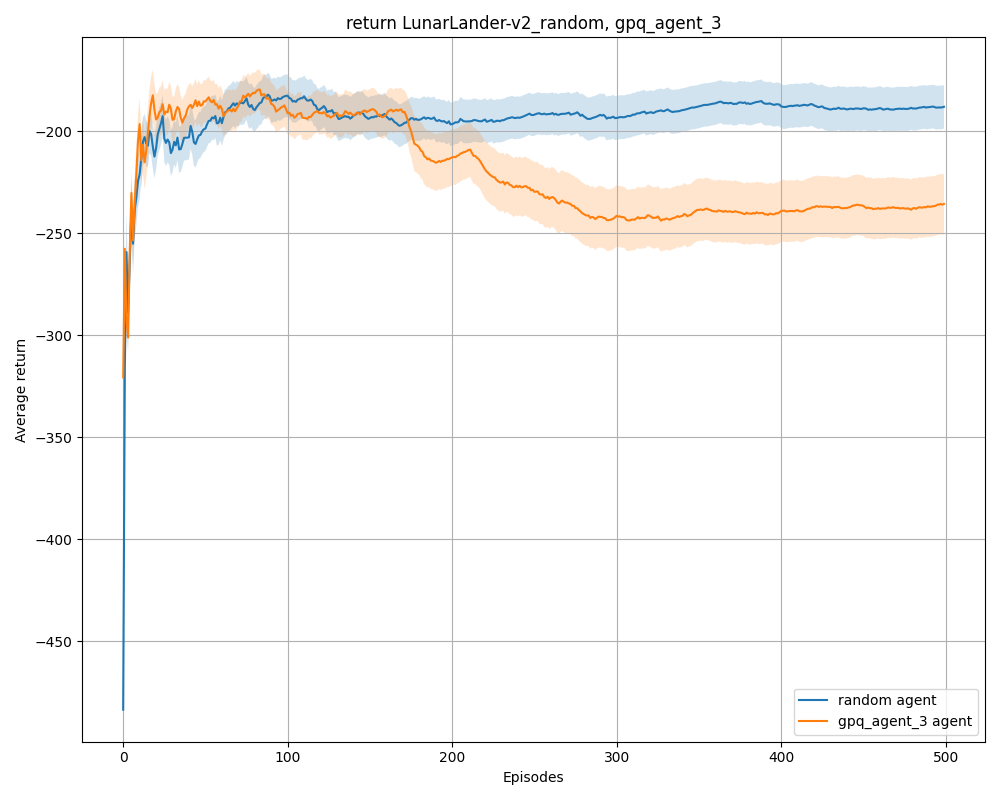 return LunarLander-v2_random, gpq_agent_3
Average return
−200
−250
−300
−350
−400
−450
0
100
200
300
400
500
Episodes
random agent
gpq_agent_3 agent